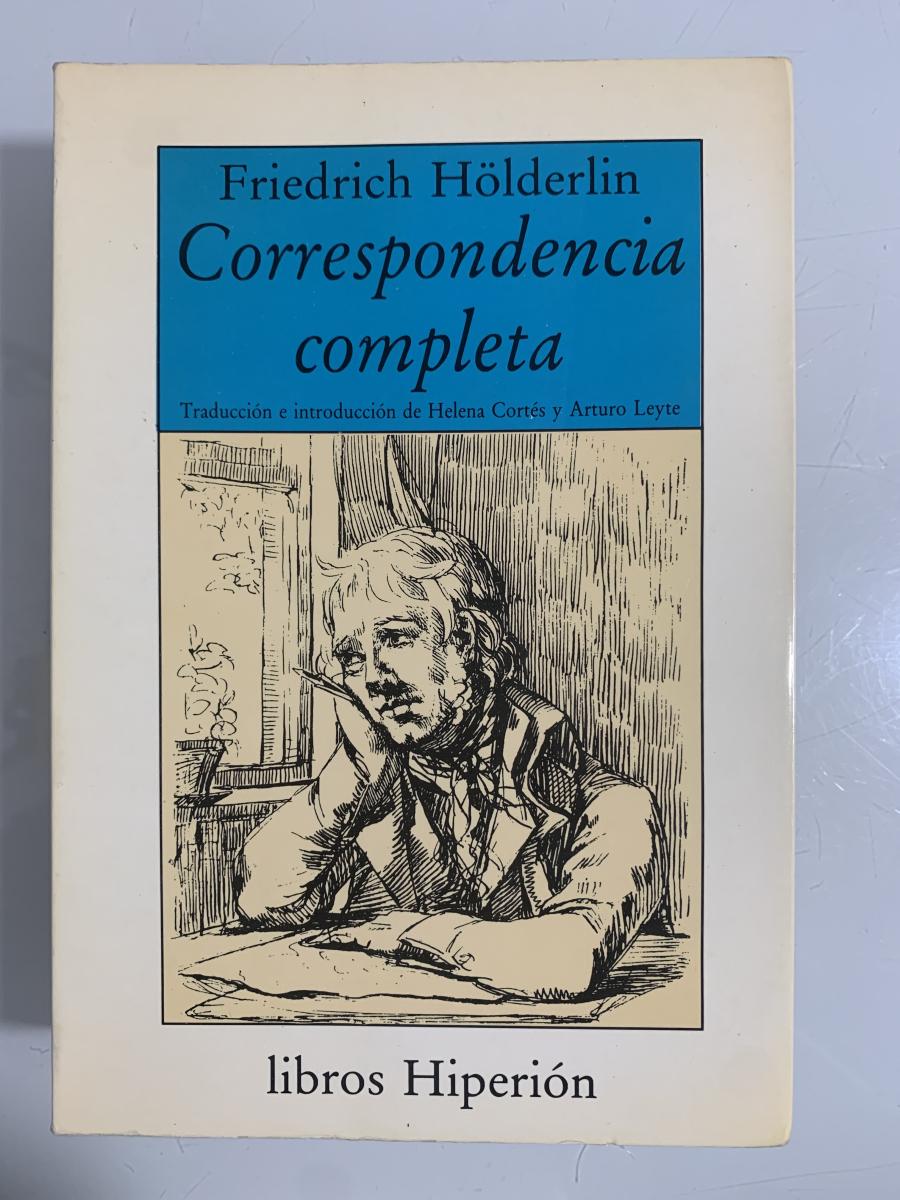 Friedrich Hölderlin
Correspondencia
completa
Traducción e introducción de Helena Cortés y Arturo Leyte
libros Hiperión